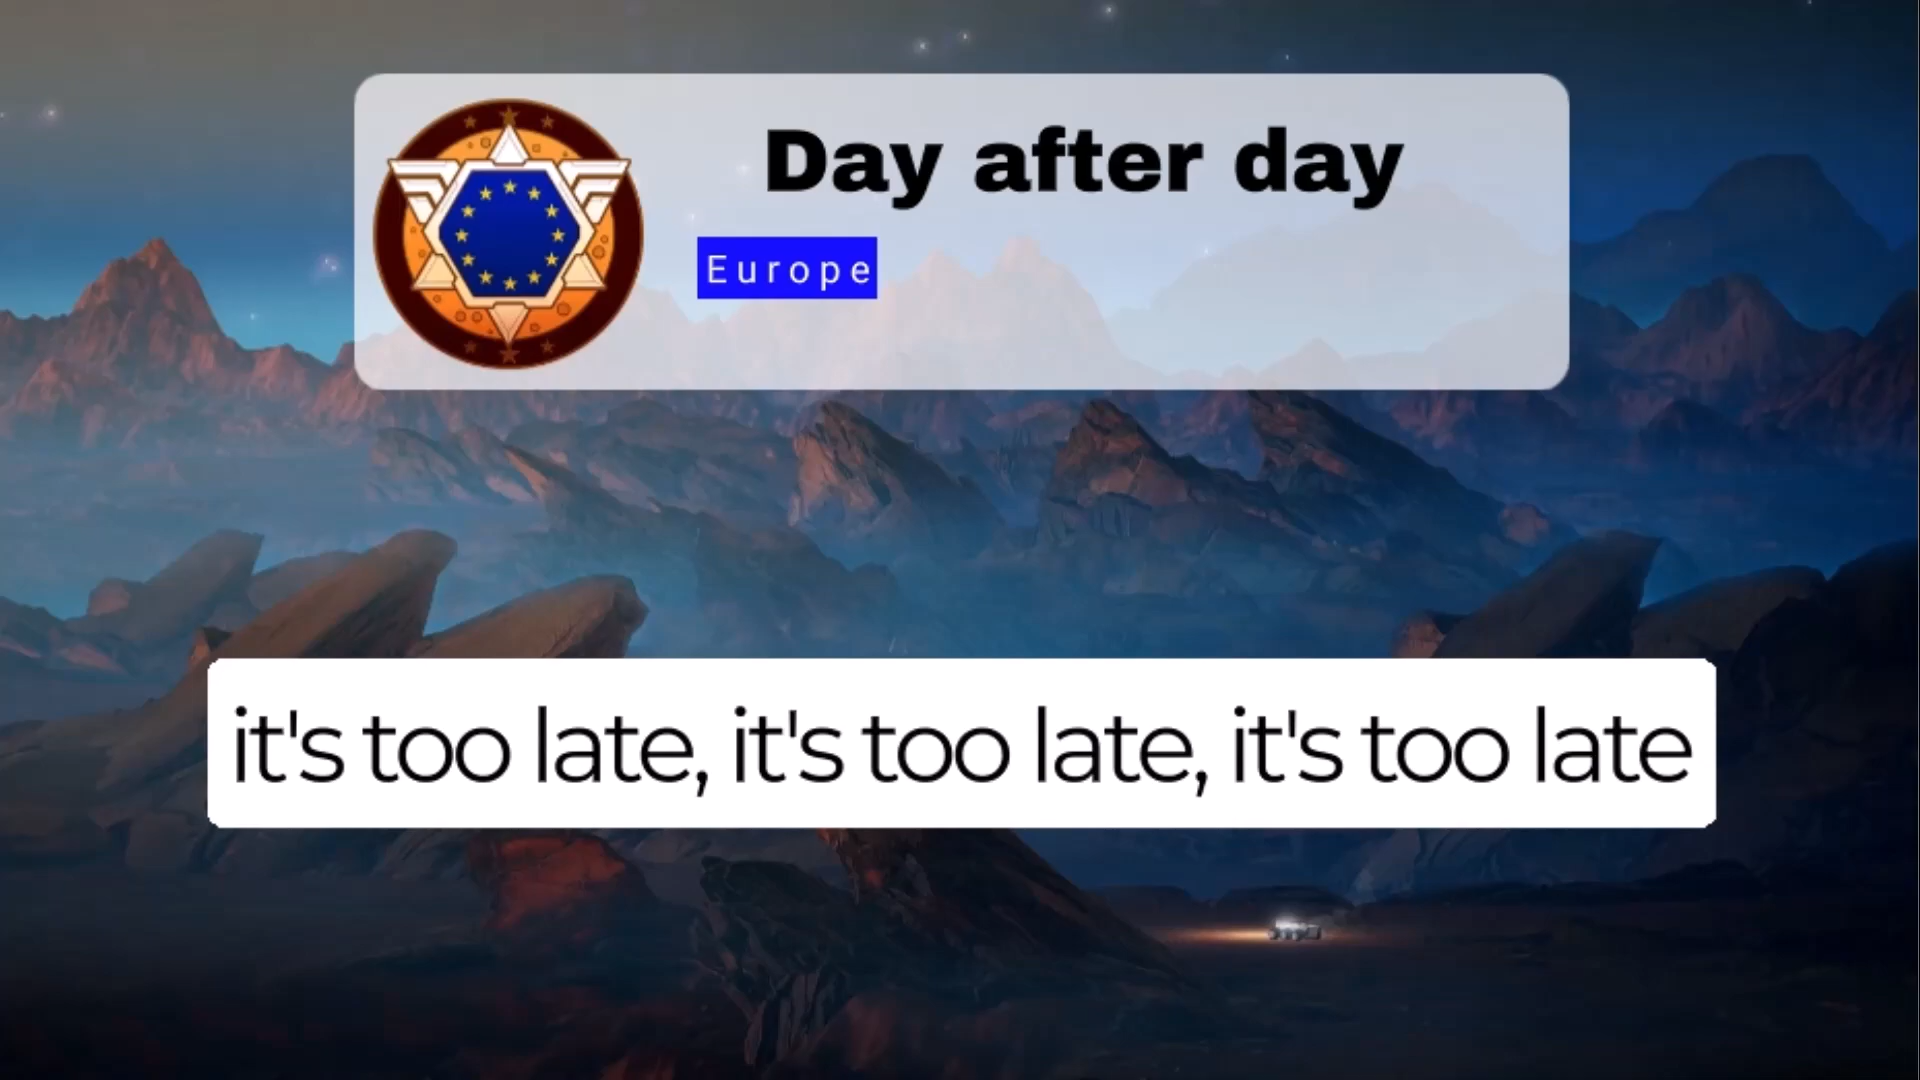 Day after day
Europe
it's too late, it's too late, it's too late